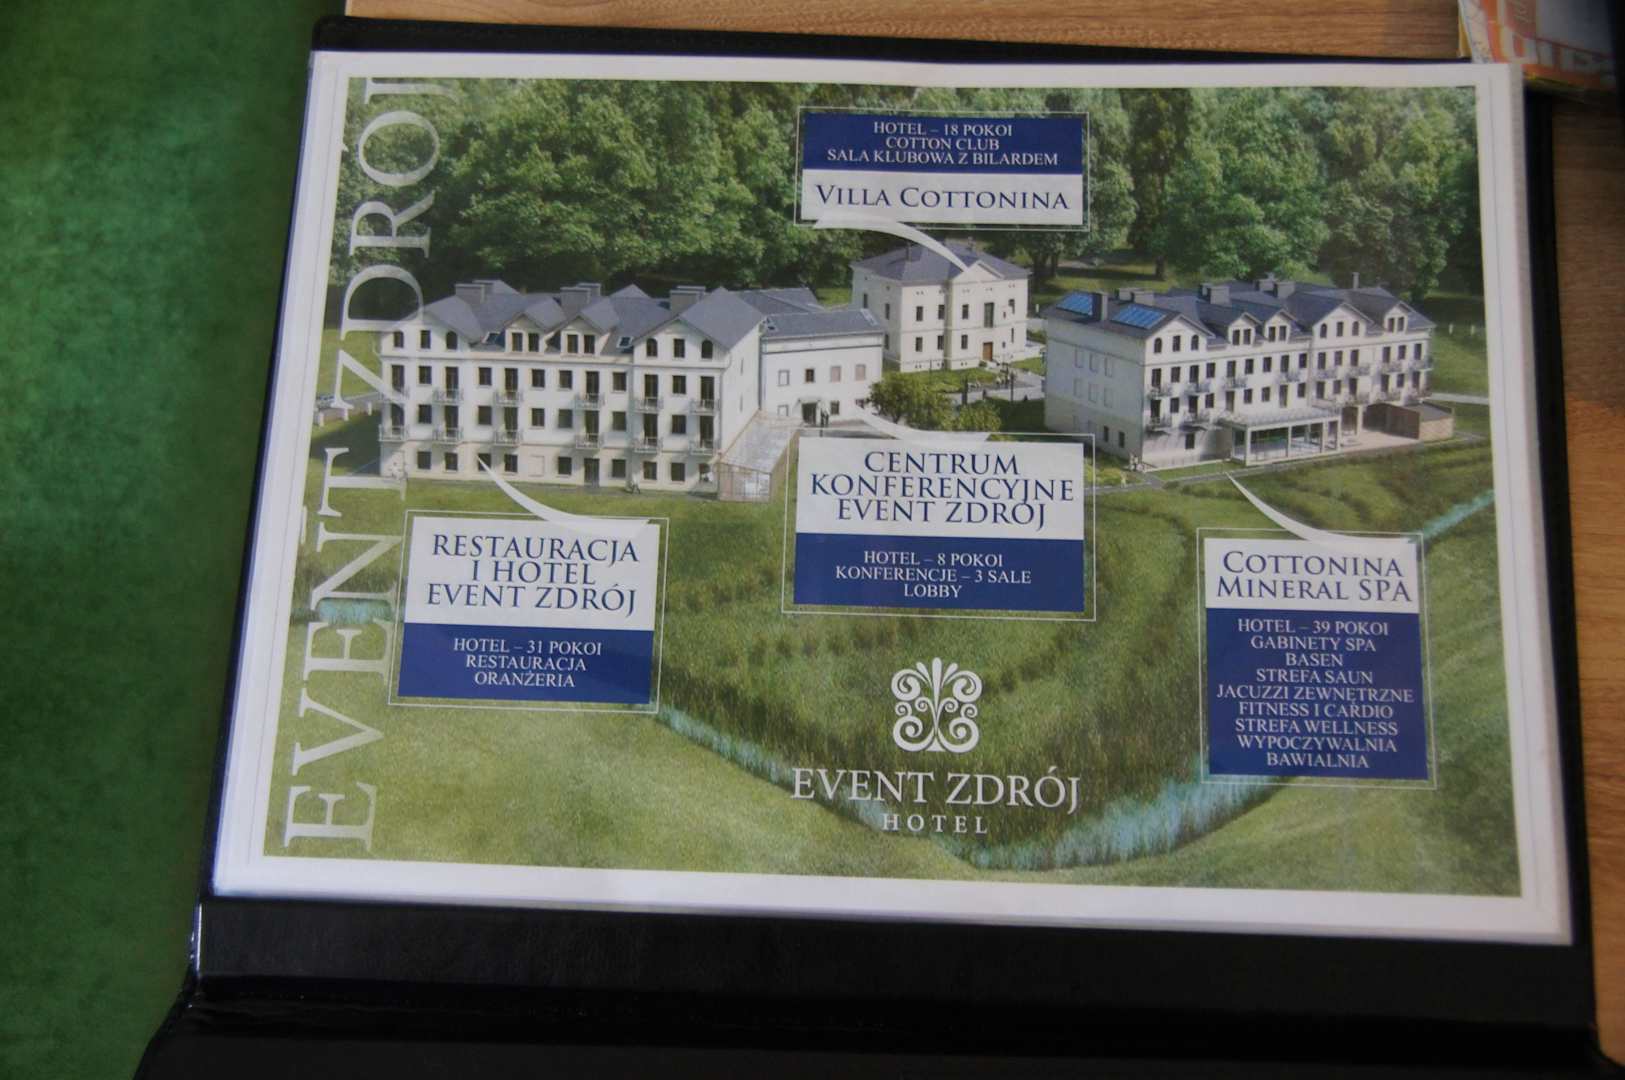 EVENT ZDRÓJ
HOTEL – 18 POKOI
COTTON CLUB
SALA KLUBOWA Z BILARDEM
VILLA COTTONINA
CENTRUM
KONFERENCYJNE
EVENT ZDRÓJ
HOTEL – 8 POKOI
KONFERENCJE – 3 SALE
LOBBY
RESTAURACJA
I HOTEL
EVENT ZDRÓJ
HOTEL – 31 POKOI
RESTAURACJA
ORANŻERIA
COTTONINA
MINERAL SPA
HOTEL – 39 POKOI
GABINETY SPA
BASEN
STREFA SAUN
JACUZZI ZEWNĘTRZNE
FITNESS I CARDIO
STREFA WELLNESS
WYPOCZYWALNIA
BAWIALNIA
EVENT ZDRÓJ
HOTEL